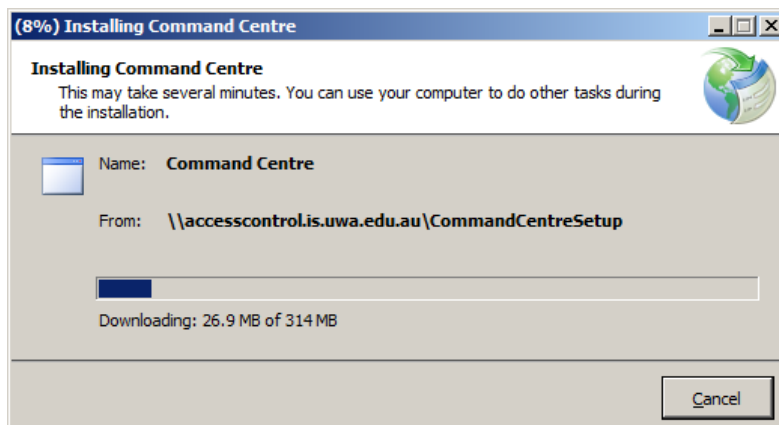 (8%) Installing Command Centre
Installing Command Centre
This may take several minutes. You can use your computer to do other tasks during
the installation.
Name: Command Centre
From: \\accesscontrol.is.uwa.edu.au\CommandCentreSetup
Downloading: 26.9 MB of 314 MB
Cancel